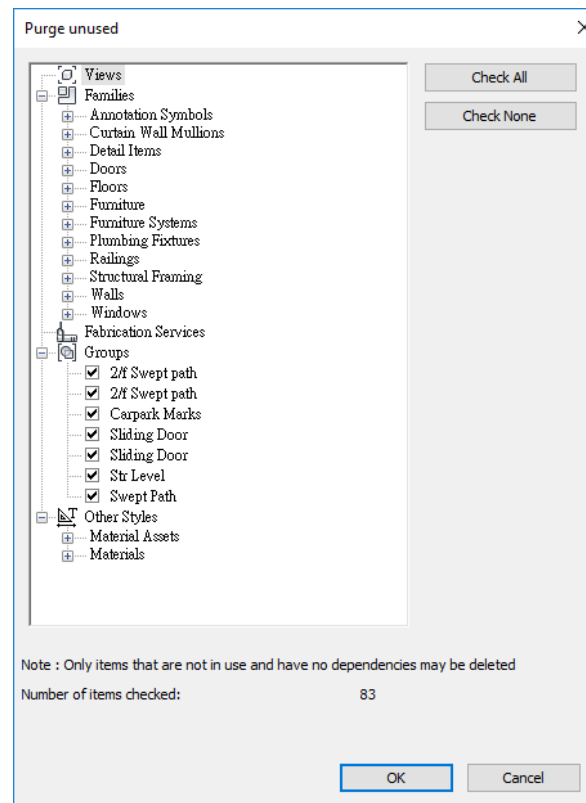 Purge unused
Views
Families
Annotation Symbols
Curtain Wall Mullions
Detail Items
Doors
Floors
Furniture
Furniture Systems
Plumbing Fixtures
Railings
Structural Framing
Walls
Windows
Fabrication Services
Groups
2/f Swept path
2/f Swept path
Carpark Marks
Sliding Door
Sliding Door
Str Level
Swept Path
Other Styles
Material Assets
Materials
Check All
Check None
Note : Only items that are not in use and have no dependencies may be deleted
Number of items checked: 83
OK Cancel